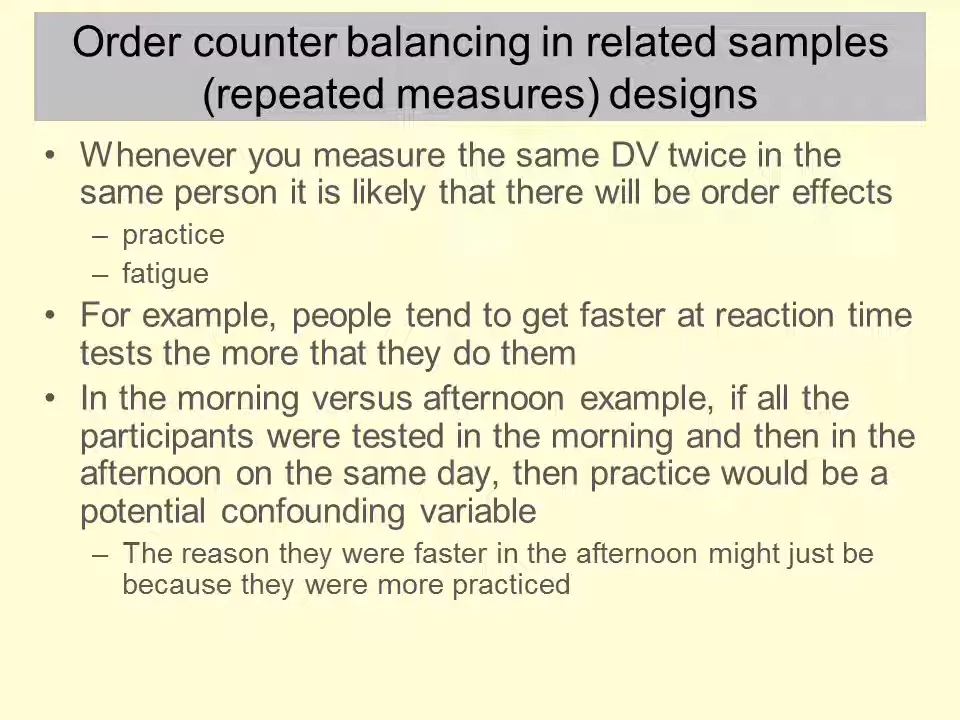 Order counter balancing in related samples
(repeated measures) designs
• Whenever you measure the same DV twice in the
same person it is likely that there will be order effects
– practice
– fatigue
• For example, people tend to get faster at reaction time
tests the more that they do them
• In the morning versus afternoon example, if all the
participants were tested in the morning and then in the
afternoon on the same day, then practice would be a
potential confounding variable
– The reason they were faster in the afternoon might just be
because they were more practiced